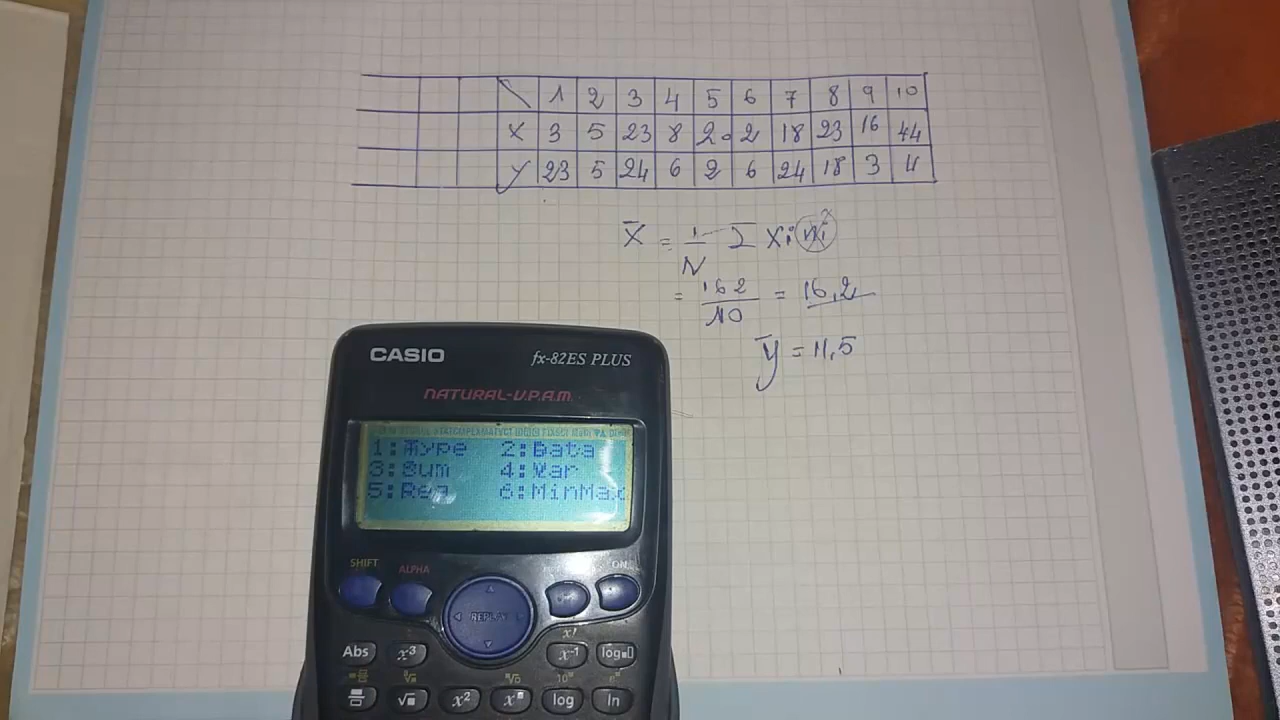 1 2 3 4 5 6 7 8 9 10
X 3 5 23 8 20 2 18 23 16 44
y 23 5 24 6 2 6 24 18 3 4
X̄ = 1/N Σ Xi
= 162/10 = 16,2
ȳ = 11,5
CASIO fx-82ES PLUS
NATURAL-V.P.A.M.
1:Type 2:Data
3:Sum 4:Var
5:Reg 6:MinMax
SHIFT ALPHA ON
REPLAY
x!
Abs x³ x⁻¹ log
x² log ln